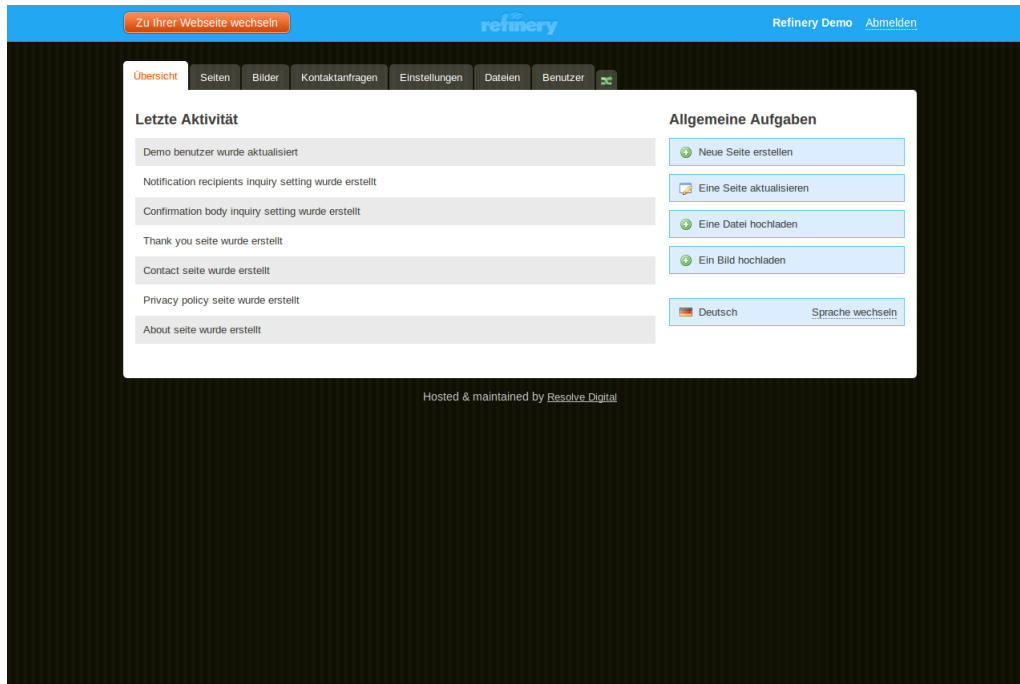 Zu Ihrer Webseite wechseln
refinery
Refinery Demo Abmelden
Übersicht Seiten Bilder Kontaktanfragen Einstellungen Dateien Benutzer
Letzte Aktivität
Demo benutzer wurde aktualisiert
Notification recipients inquiry setting wurde erstellt
Confirmation body inquiry setting wurde erstellt
Thank you seite wurde erstellt
Contact seite wurde erstellt
Privacy policy seite wurde erstellt
About seite wurde erstellt
Allgemeine Aufgaben
Neue Seite erstellen
Eine Seite aktualisieren
Eine Datei hochladen
Ein Bild hochladen
Deutsch Sprache wechseln
Hosted & maintained by Resolve Digital